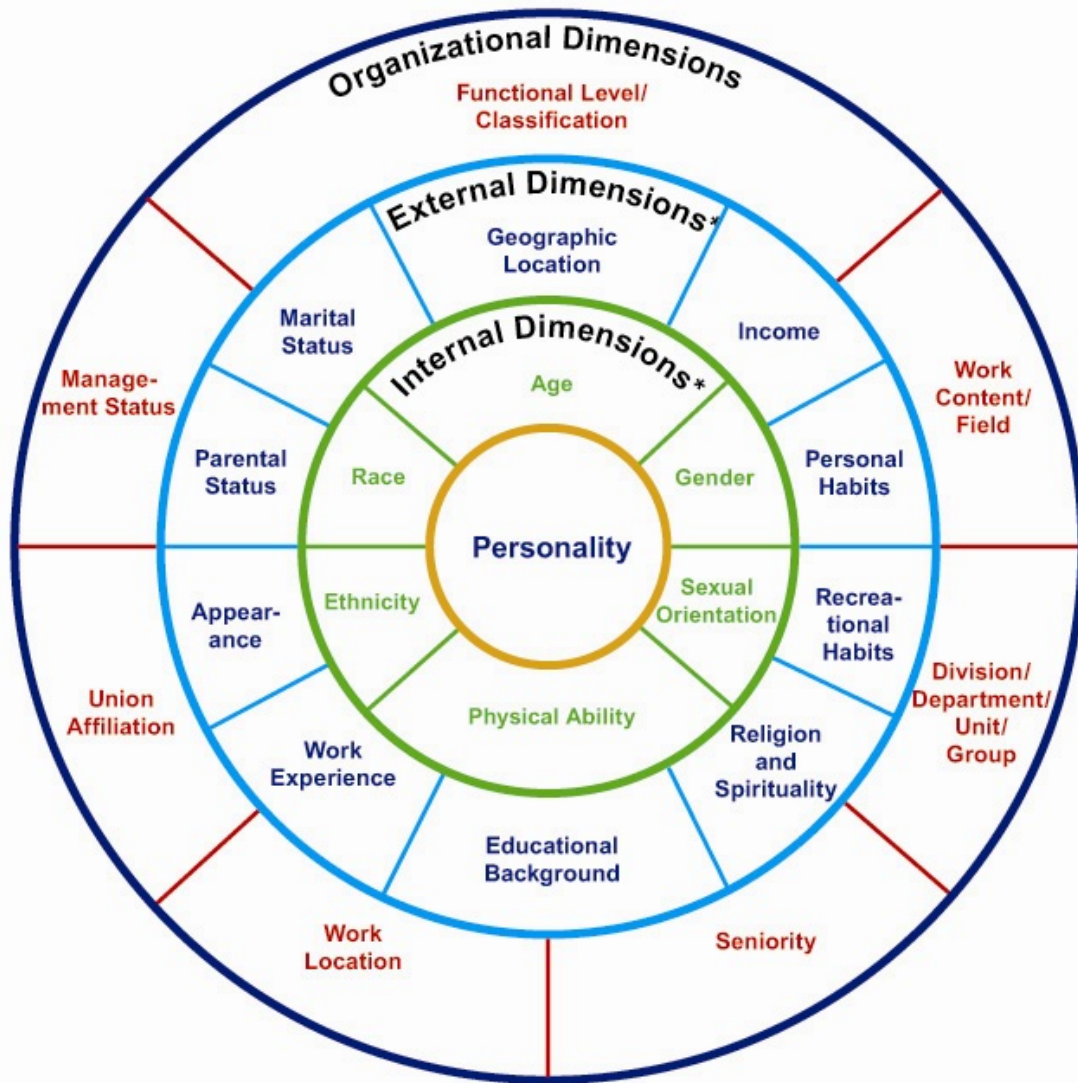 Organizational Dimensions
Functional Level/
Classification
Work
Content/
Field
Division/
Department/
Unit/
Group
Seniority
Work
Location
Union
Affiliation
Manage-
ment Status
External Dimensions*
Geographic
Location
Income
Personal
Habits
Recrea-
tional
Habits
Religion
and
Spirituality
Educational
Background
Work
Experience
Appear-
ance
Parental
Status
Marital
Status
Internal Dimensions*
Age
Gender
Sexual
Orientation
Physical Ability
Ethnicity
Race
Personality